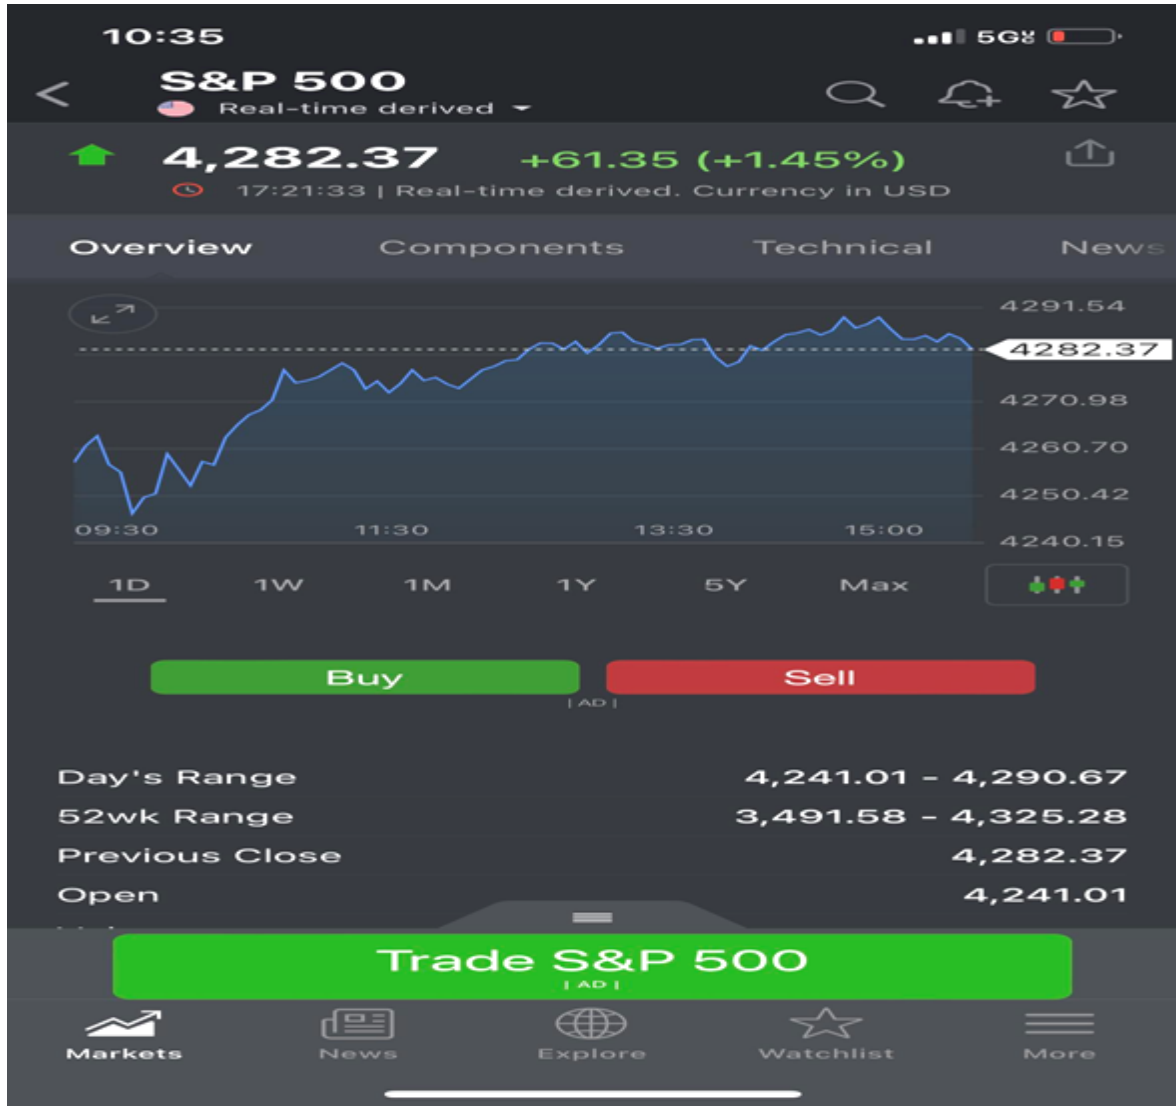 10:35
5G
S&P 500
Real-time derived
4,282.37 +61.35 (+1.45%)
17:21:33 | Real-time derived. Currency in USD
Overview Components Technical News
4291.54
4282.37
4270.98
4260.70
4250.42
09:30 11:30 13:30 15:00
4240.15
1D 1W 1M 1Y 5Y Max
Buy Sell
| AD |
Day's Range 4,241.01 - 4,290.67
52wk Range 3,491.58 - 4,325.28
Previous Close 4,282.37
Open 4,241.01
Trade S&P 500
| AD |
Markets News Explore Watchlist More